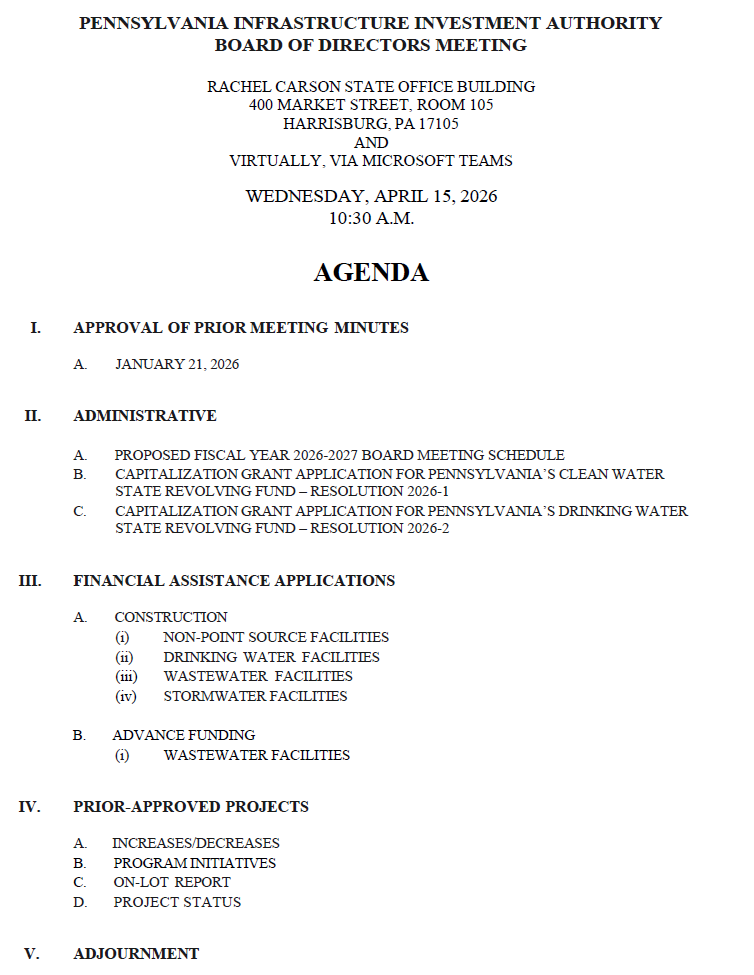 PENNSYLVANIA INFRASTRUCTURE INVESTMENT AUTHORITY
BOARD OF DIRECTORS MEETING
RACHEL CARSON STATE OFFICE BUILDING
400 MARKET STREET, ROOM 105
HARRISBURG, PA 17105
AND
VIRTUALLY, VIA MICROSOFT TEAMS
WEDNESDAY, APRIL 15, 2026
10:30 A.M.
AGENDA
I. APPROVAL OF PRIOR MEETING MINUTES
A. JANUARY 21, 2026
II. ADMINISTRATIVE
A. PROPOSED FISCAL YEAR 2026-2027 BOARD MEETING SCHEDULE
B. CAPITALIZATION GRANT APPLICATION FOR PENNSYLVANIA’S CLEAN WATER
STATE REVOLVING FUND – RESOLUTION 2026-1
C. CAPITALIZATION GRANT APPLICATION FOR PENNSYLVANIA’S DRINKING WATER
STATE REVOLVING FUND – RESOLUTION 2026-2
III. FINANCIAL ASSISTANCE APPLICATIONS
A. CONSTRUCTION
(i) NON-POINT SOURCE FACILITIES
(ii) DRINKING WATER FACILITIES
(iii) WASTEWATER FACILITIES
(iv) STORMWATER FACILITIES
B. ADVANCE FUNDING
(i) WASTEWATER FACILITIES
IV. PRIOR-APPROVED PROJECTS
A. INCREASES/DECREASES
B. PROGRAM INITIATIVES
C. ON-LOT REPORT
D. PROJECT STATUS
V. ADJOURNMENT